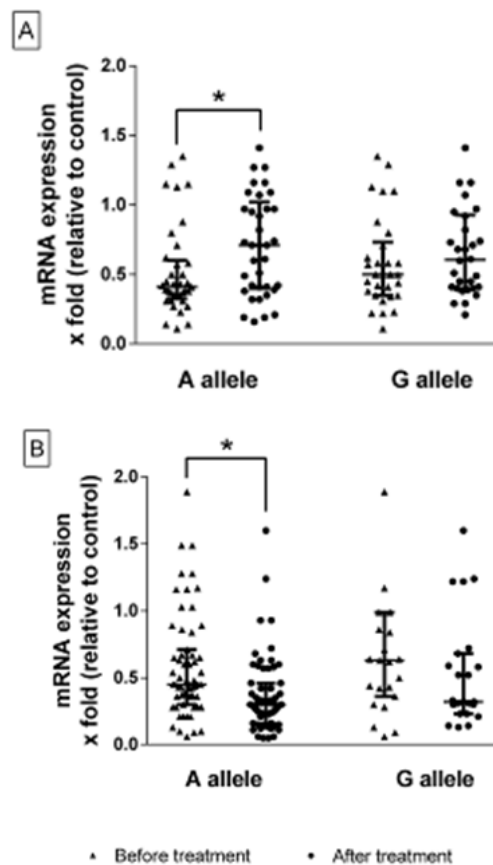 A
mRNA expression
x fold (relative to control)
2.0
1.5
1.0
0.5
0.0
*
A allele
G allele
B
mRNA expression
x fold (relative to control)
2.0
1.5
1.0
0.5
0.0
*
A allele
G allele
Before treatment
After treatment